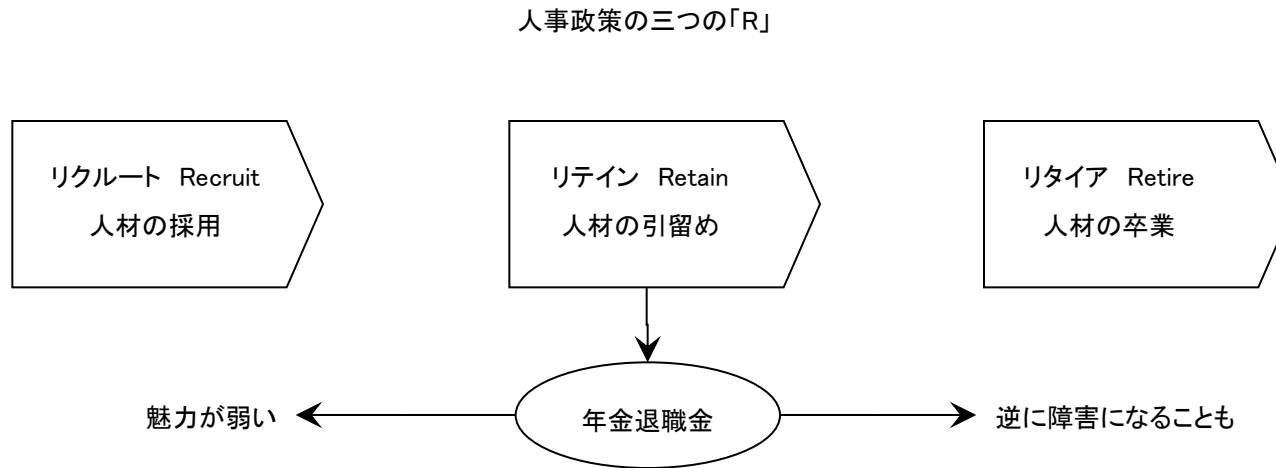 人事政策の三つの「R」
リクルート　Recruit
人材の採用
リテイン　Retain
人材の引留め
リタイア　Retire
人材の卒業
魅力が弱い
年金退職金
逆に障害になることも